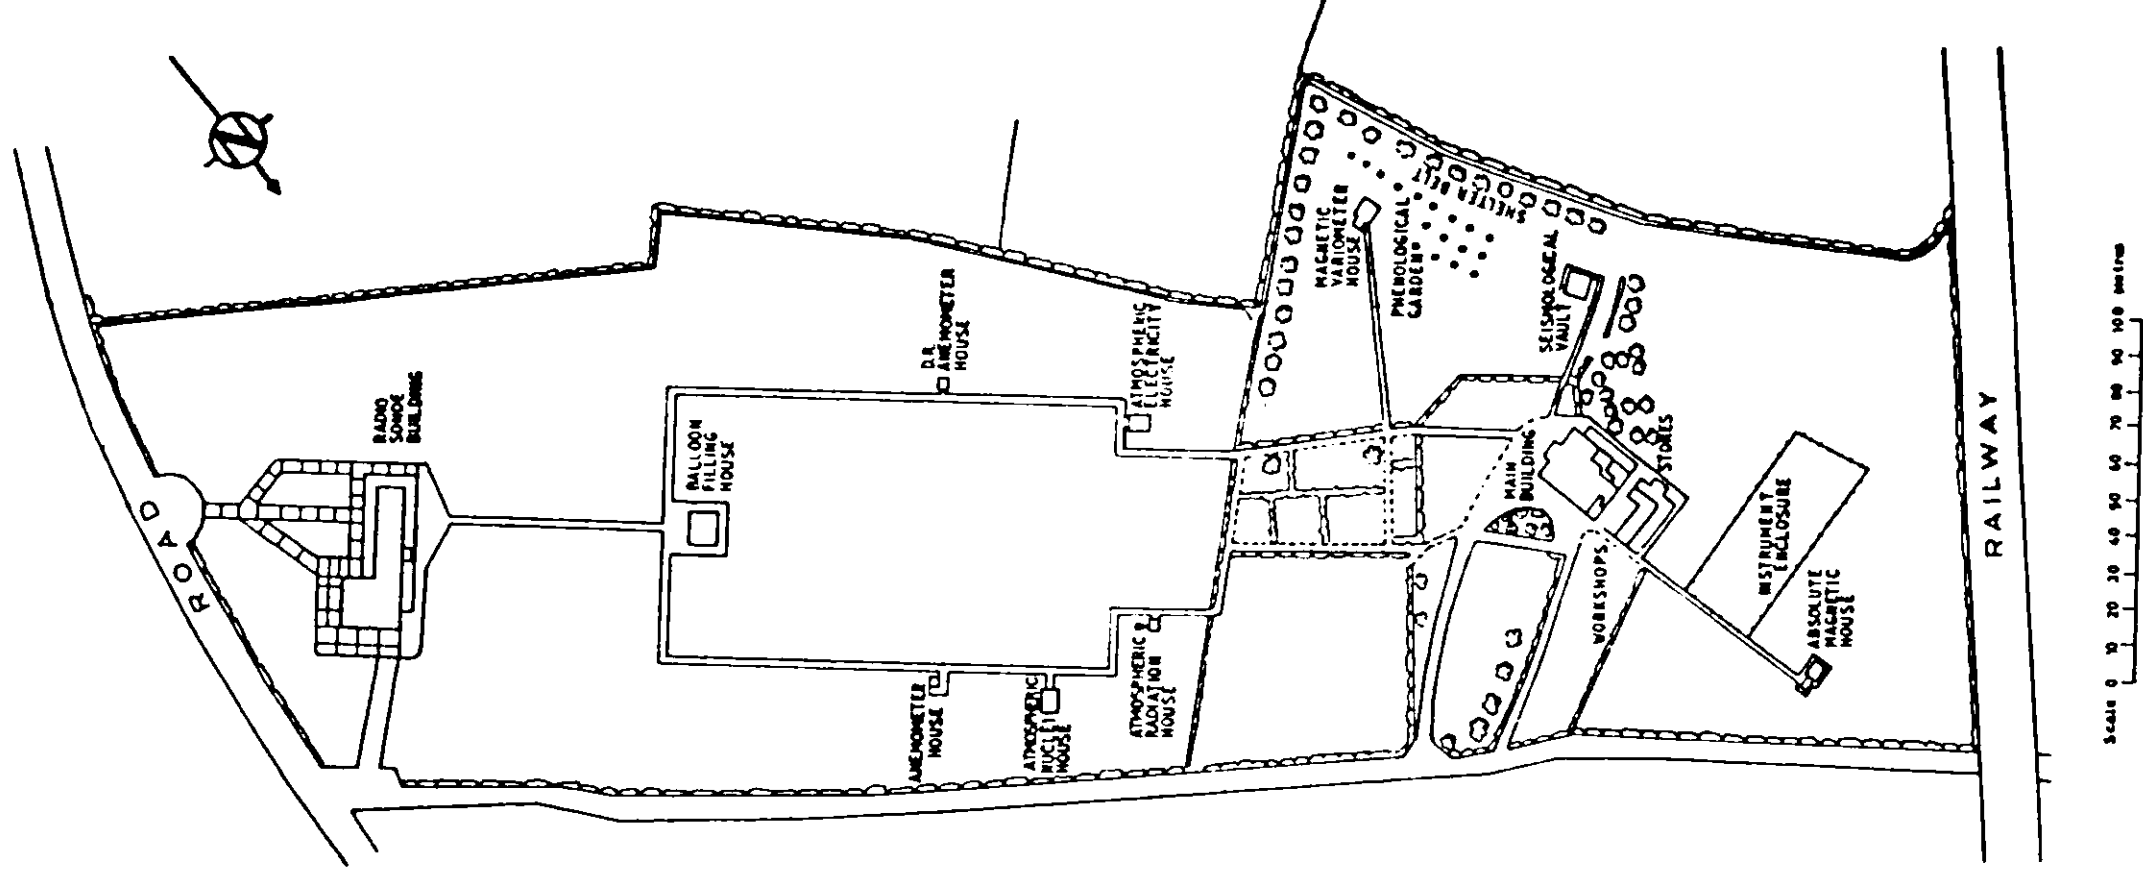 N
ROAD
RADIO
SONDE
BUILDING
BALLOON
FILLING
HOUSE
D.R.
ANEMOMETER
HOUSE
ATMOSPHERIC
ELECTRICITY
HOUSE
ANEMOMETER
HOUSE
ATMOSPHERIC
NUCLEI
HOUSE
ATMOSPHERIC
RADIATION
HOUSE
MAGNETIC
VARIOMETER
HOUSE
PHENOLOGICAL
GARDEN
SHELTER BELT
SEISMOLOGICAL
VAULT
MAIN
BUILDING
STORES
WORKSHOPS
INSTRUMENT
ENCLOSURE
ABSOLUTE
MAGNETIC
HOUSE
RAILWAY
Scale 0 10 20 30 40 50 60 70 80 90 100